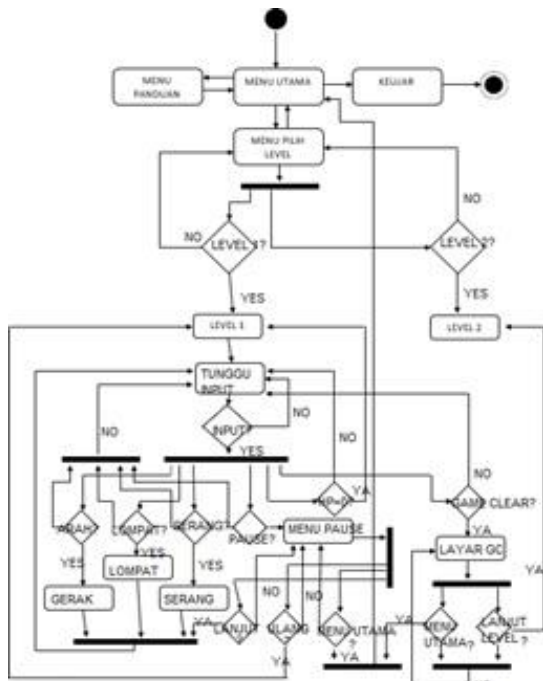 MENU
PANDUAN
MENU UTAMA
KELUAR
MENU PILIH
LEVEL
NO
NO
LEVEL 1?
LEVEL 2?
YES
YES
LEVEL 1
LEVEL 2
TUNGGU
INPUT
NO
NO
NO
INPUT?
NO
YES
YA
HP=0?
GAME CLEAR?
ARAH?
LOMPAT?
SERANG?
PAUSE?
MENU PAUSE
YA
LAYAR GC
YES
YES
YES
LOMPAT
NO
NO
NO
GERAK
SERANG
YA
LANJUT
ULANG
MENU UTAMA
?
YA
YA
YA
MENU
UTAMA?
LANJUT
LEVEL?